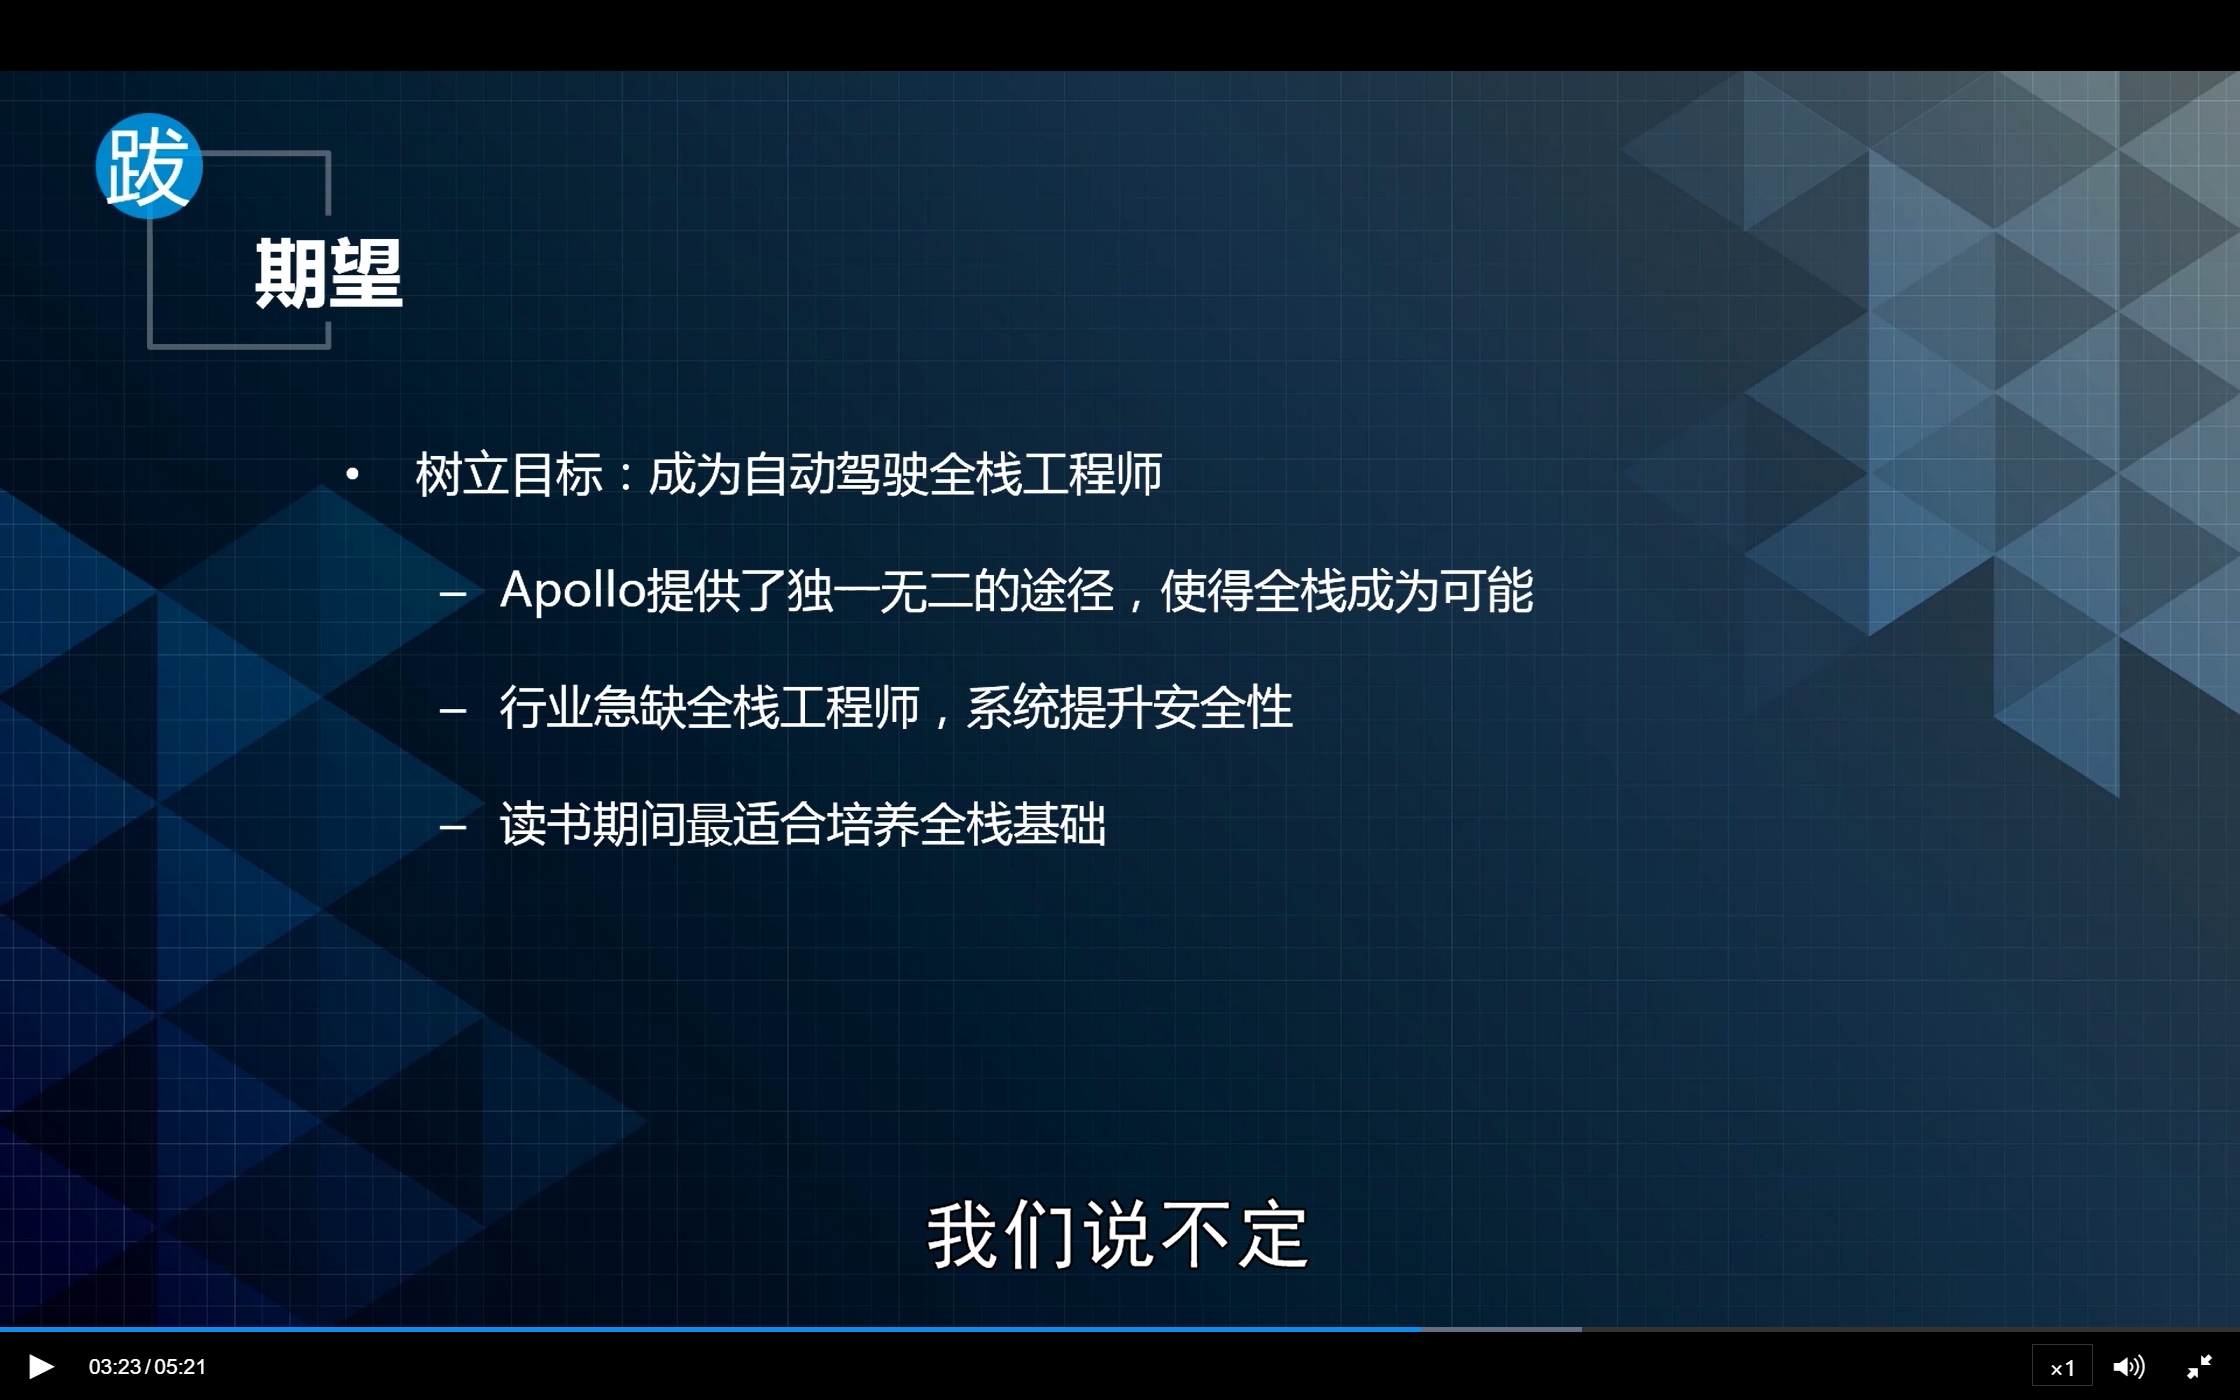 跋
期望
• 树立目标：成为自动驾驶全栈工程师
– Apollo提供了独一无二的途径，使得全栈成为可能
– 行业急缺全栈工程师，系统提升安全性
– 读书期间最适合培养全栈基础
我们说不定
03:23/05:21
×1